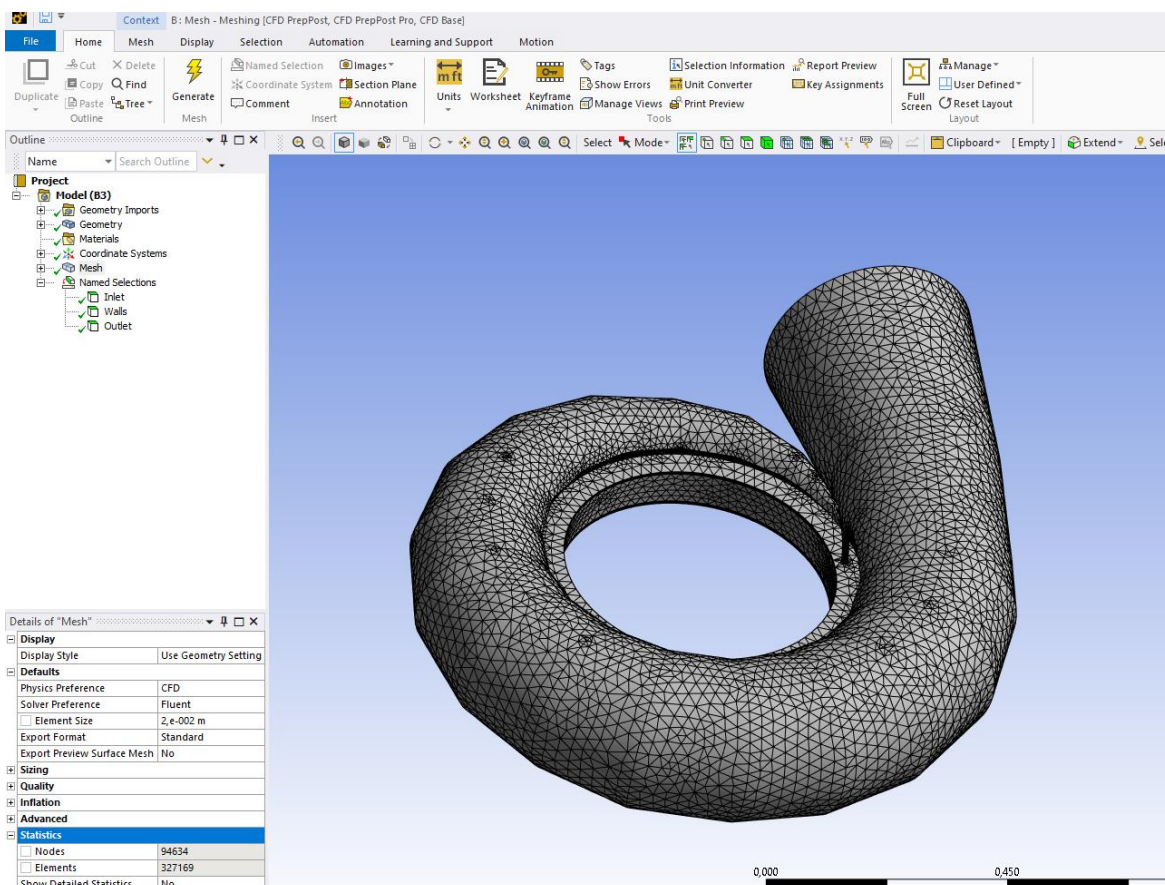 Context B : Mesh - Meshing [CFD PrepPost, CFD PrepPost Pro, CFD Base]
File Home Mesh Display Selection Automation Learning and Support Motion
Duplicate
Cut
Copy
Paste
Delete
Find
Tree
Outline
Generate
Mesh
Named Selection
Coordinate System
Comment
Images
Section Plane
Annotation
Insert
mft
Units
Worksheet
Keyframe
Animation
Tags
Show Errors
Manage Views
Selection Information
Unit Converter
Print Preview
Report Preview
Key Assignments
Tools
Full
Screen
Manage
User Defined
Reset Layout
Layout
Outline
Name Search Outline
Select Mode Clipboard [ Empty ] Extend Sele
Project
Model (B3)
Geometry Imports
Geometry
Materials
Coordinate Systems
Mesh
Named Selections
Inlet
Walls
Outlet
Details of "Mesh"
Display
Display Style Use Geometry Setting
Defaults
Physics Preference CFD
Solver Preference Fluent
Element Size 2,e-002 m
Export Format Standard
Export Preview Surface Mesh No
Sizing
Quality
Inflation
Advanced
Statistics
Nodes 94634
Elements 327169
Show Detailed Statistics No
0,000 0,450